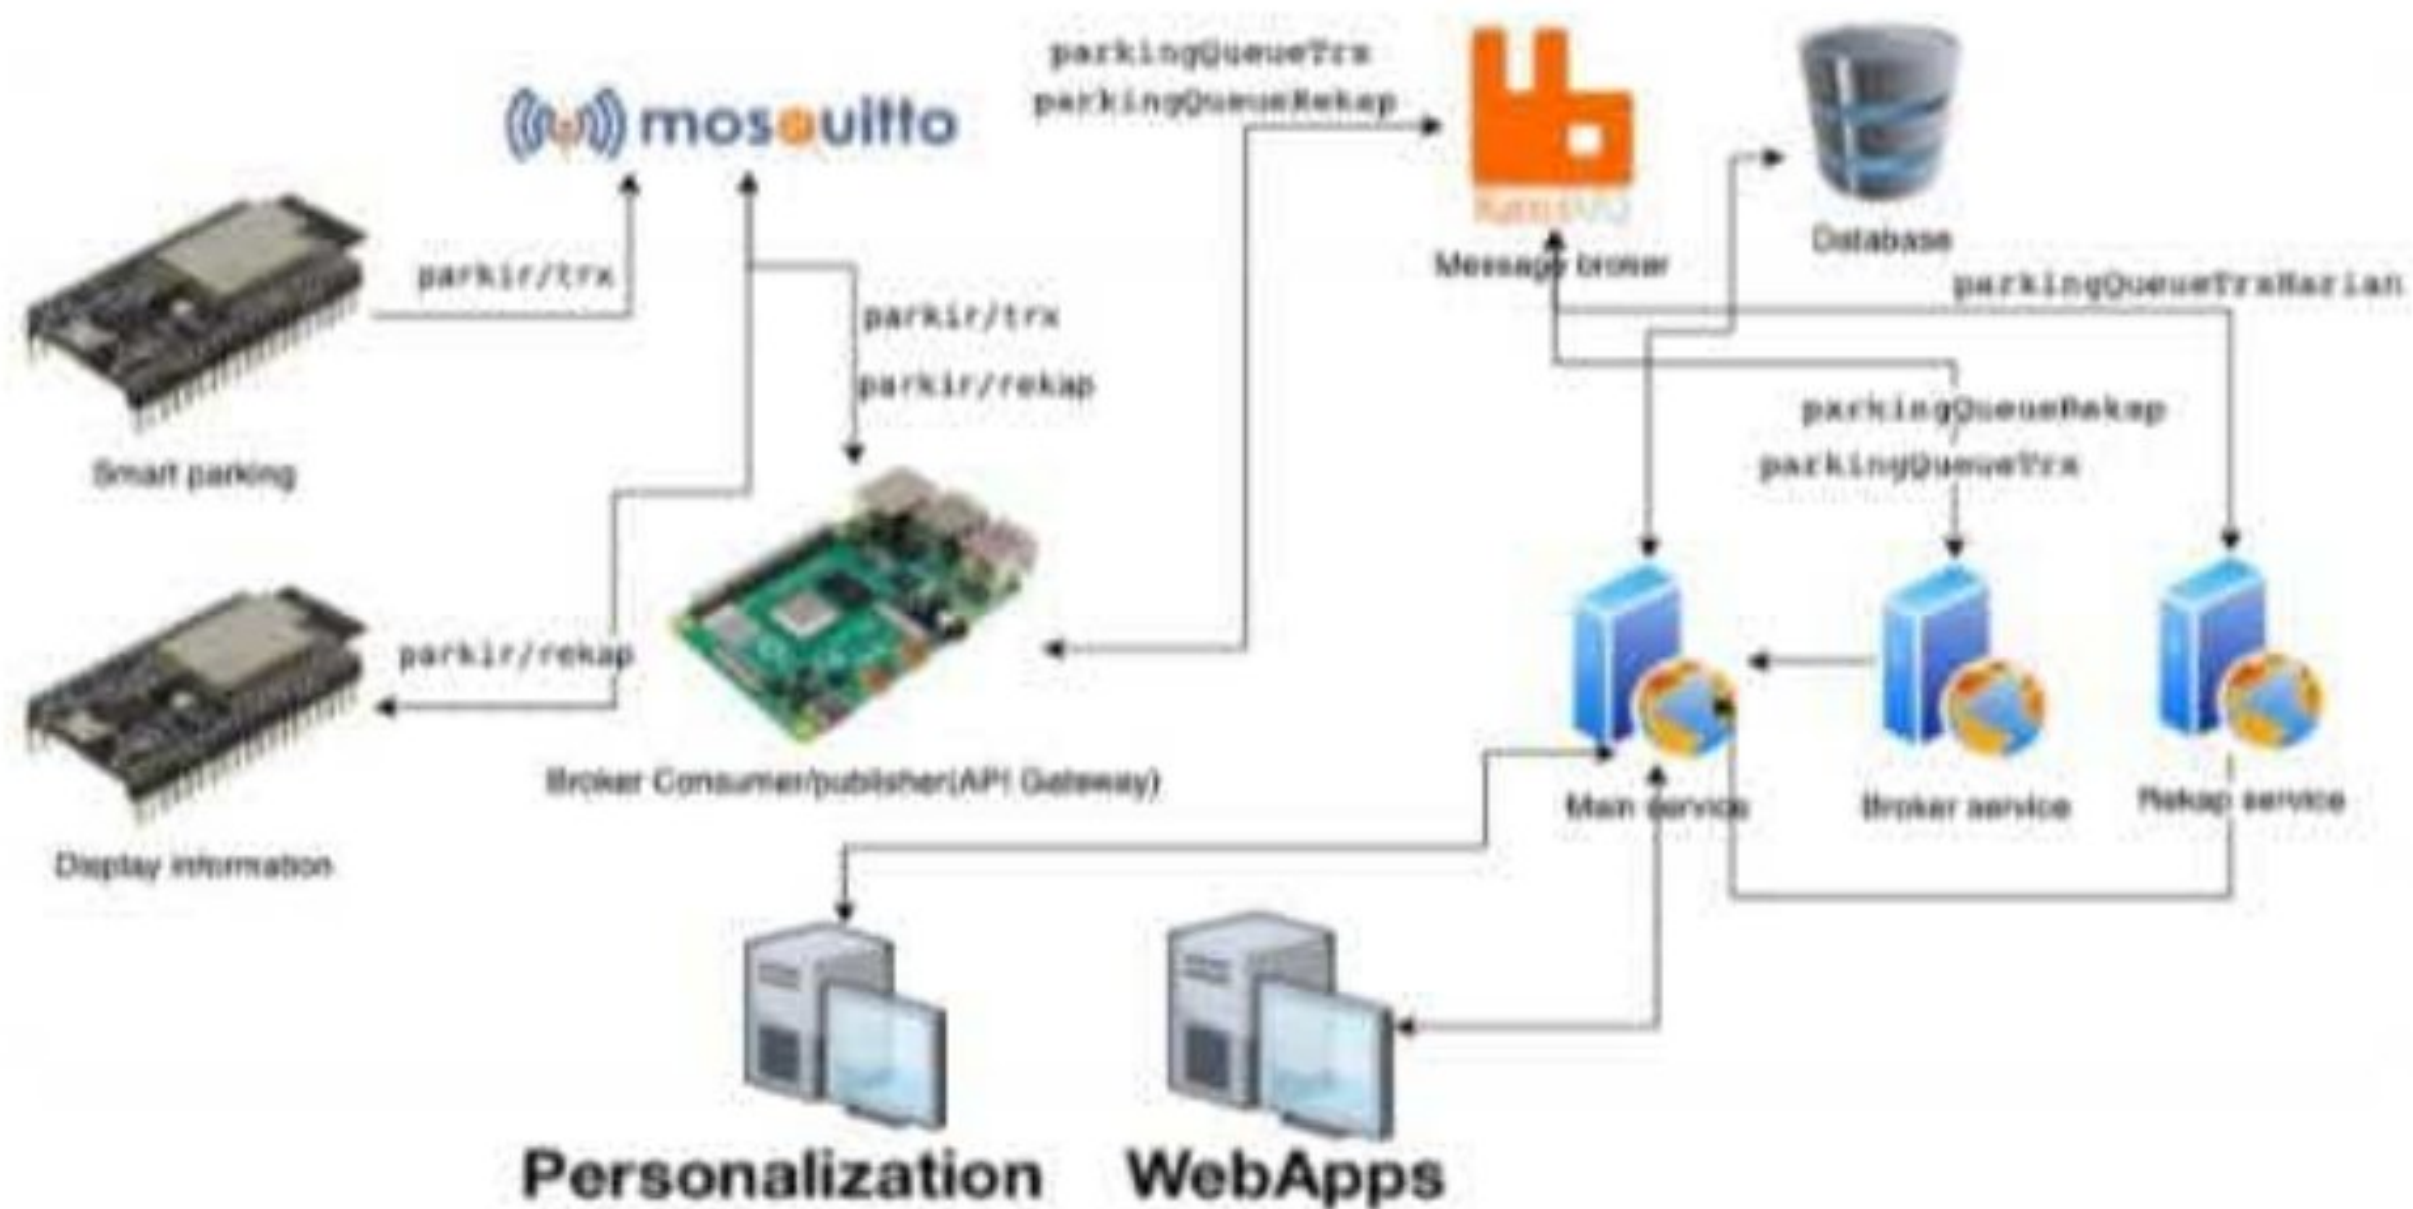 mosquitto
parkingQueueTrx
parkingQueueRekap
RabbitMQ
Message broker
Database
parkir/trx
parkir/trx
parkir/rekap
parkingQueueTrxHarian
parkingQueueRekap
parkingQueueTrx
Smart parking
parkir/rekap
Broker Consumer/publisher(API Gateway)
Main service
Broker service
Rekap service
Display information
Personalization
WebApps